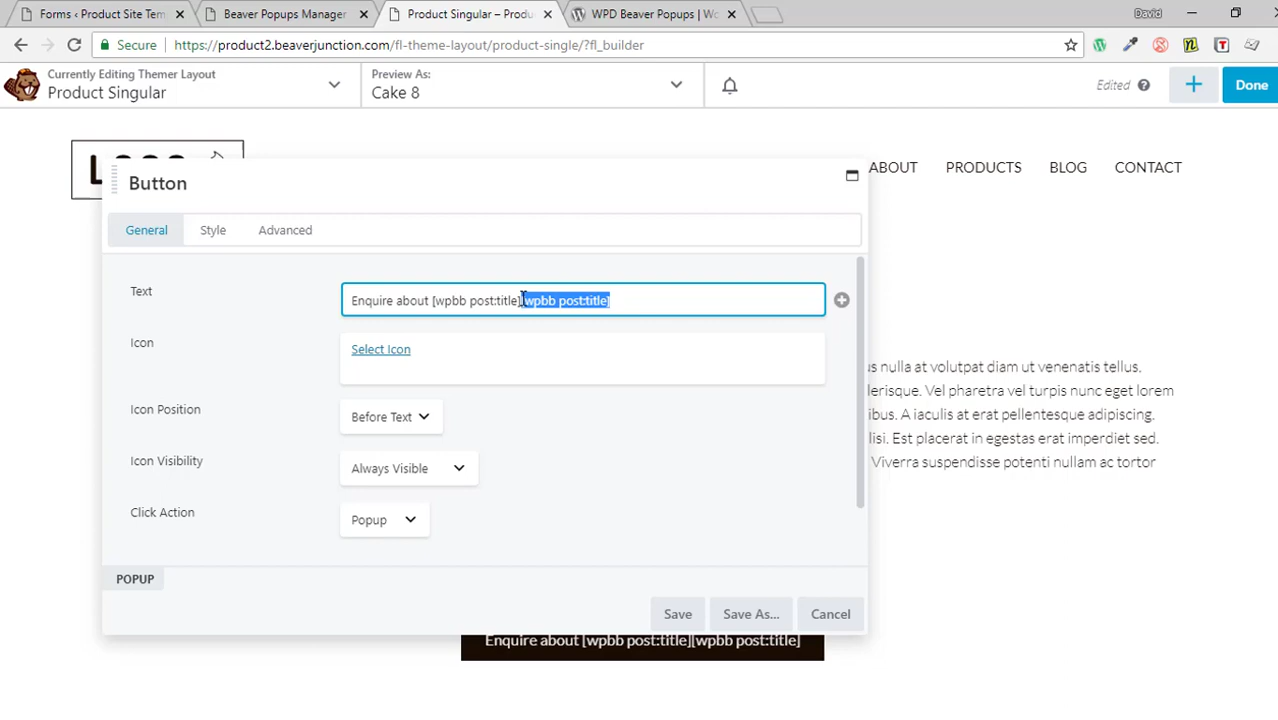 Product Site Tem
Forms ‹ Product Site Tem
Beaver Popups Manager
Product Singular – Produ
WPD Beaver Popups | Wo
David
Secure
https://product2.beaverjunction.com/fl-theme-layout/product-single/?fl_builder
Currently Editing Themer Layout
Product Singular
Preview As:
Cake 8
Edited
Done
ABOUT PRODUCTS BLOG CONTACT
Button
General Style Advanced
Text
Enquire about [wpbb post:title][wpbb post:title]
us nulla at volutpat diam ut venenatis tellus.
Icon
Select Icon
lerisque. Vel pharetra vel turpis nunc eget lorem
ibus. A iaculis at erat pellentesque adipiscing.
lisi. Est placerat in egestas erat imperdiet sed.
Viverra suspendisse potenti nullam ac tortor
Icon Position
Before Text
Icon Visibility
Always Visible
Click Action
Popup
POPUP
Save Save As... Cancel
Enquire about [wpbb post:title][wpbb post:title]